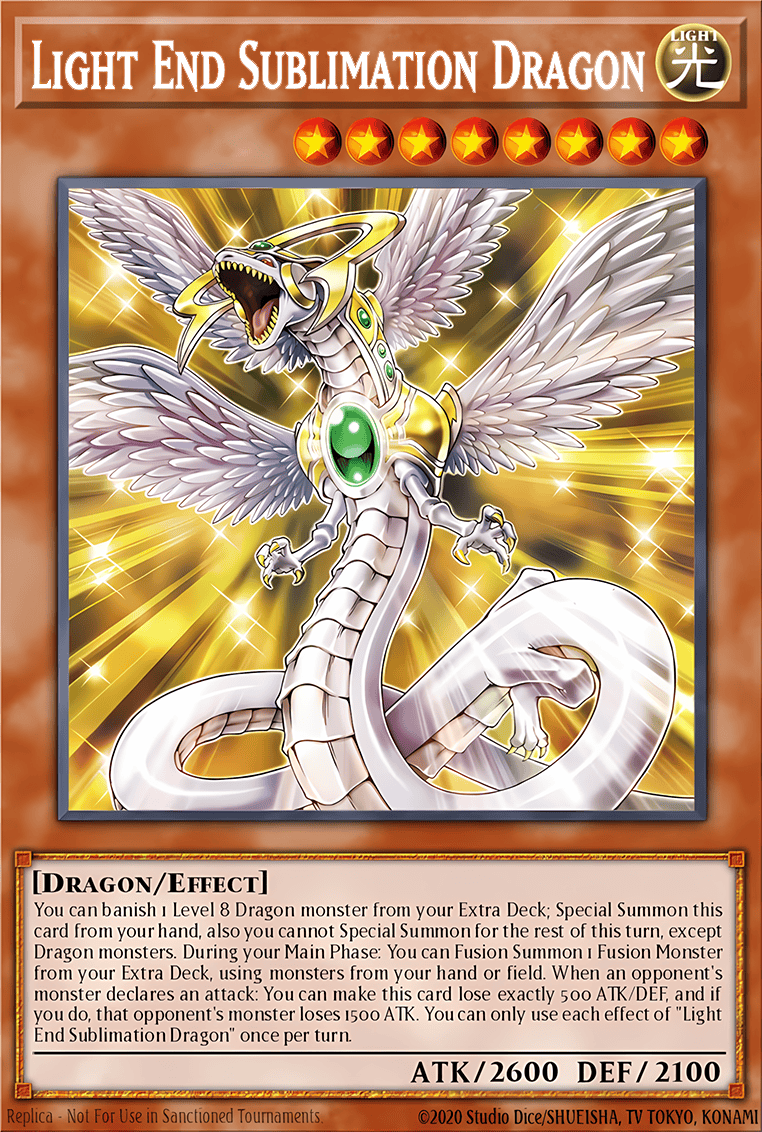 LIGHT END SUBLIMATION DRAGON
LIGHT
光
[DRAGON/EFFECT]
You can banish 1 Level 8 Dragon monster from your Extra Deck; Special Summon this
card from your hand, also you cannot Special Summon for the rest of this turn, except
Dragon monsters. During your Main Phase: You can Fusion Summon 1 Fusion Monster
from your Extra Deck, using monsters from your hand or field. When an opponent's
monster declares an attack: You can make this card lose exactly 500 ATK/DEF, and if
you do, that opponent's monster loses 1500 ATK. You can only use each effect of "Light
End Sublimation Dragon" once per turn.
ATK/2600 DEF/2100
Replica - Not For Use in Sanctioned Tournaments.
©2020 Studio Dice/SHUEISHA, TV TOKYO, KONAMI